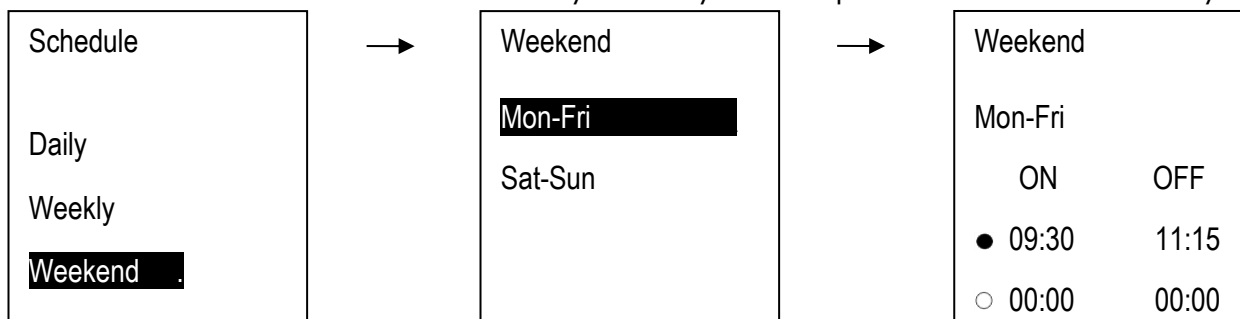 Schedule
Daily
Weekly
Weekend .
Weekend
Mon-Fri
Sat-Sun
Weekend
Mon-Fri
ON OFF
● 09:30 11:15
○ 00:00 00:00